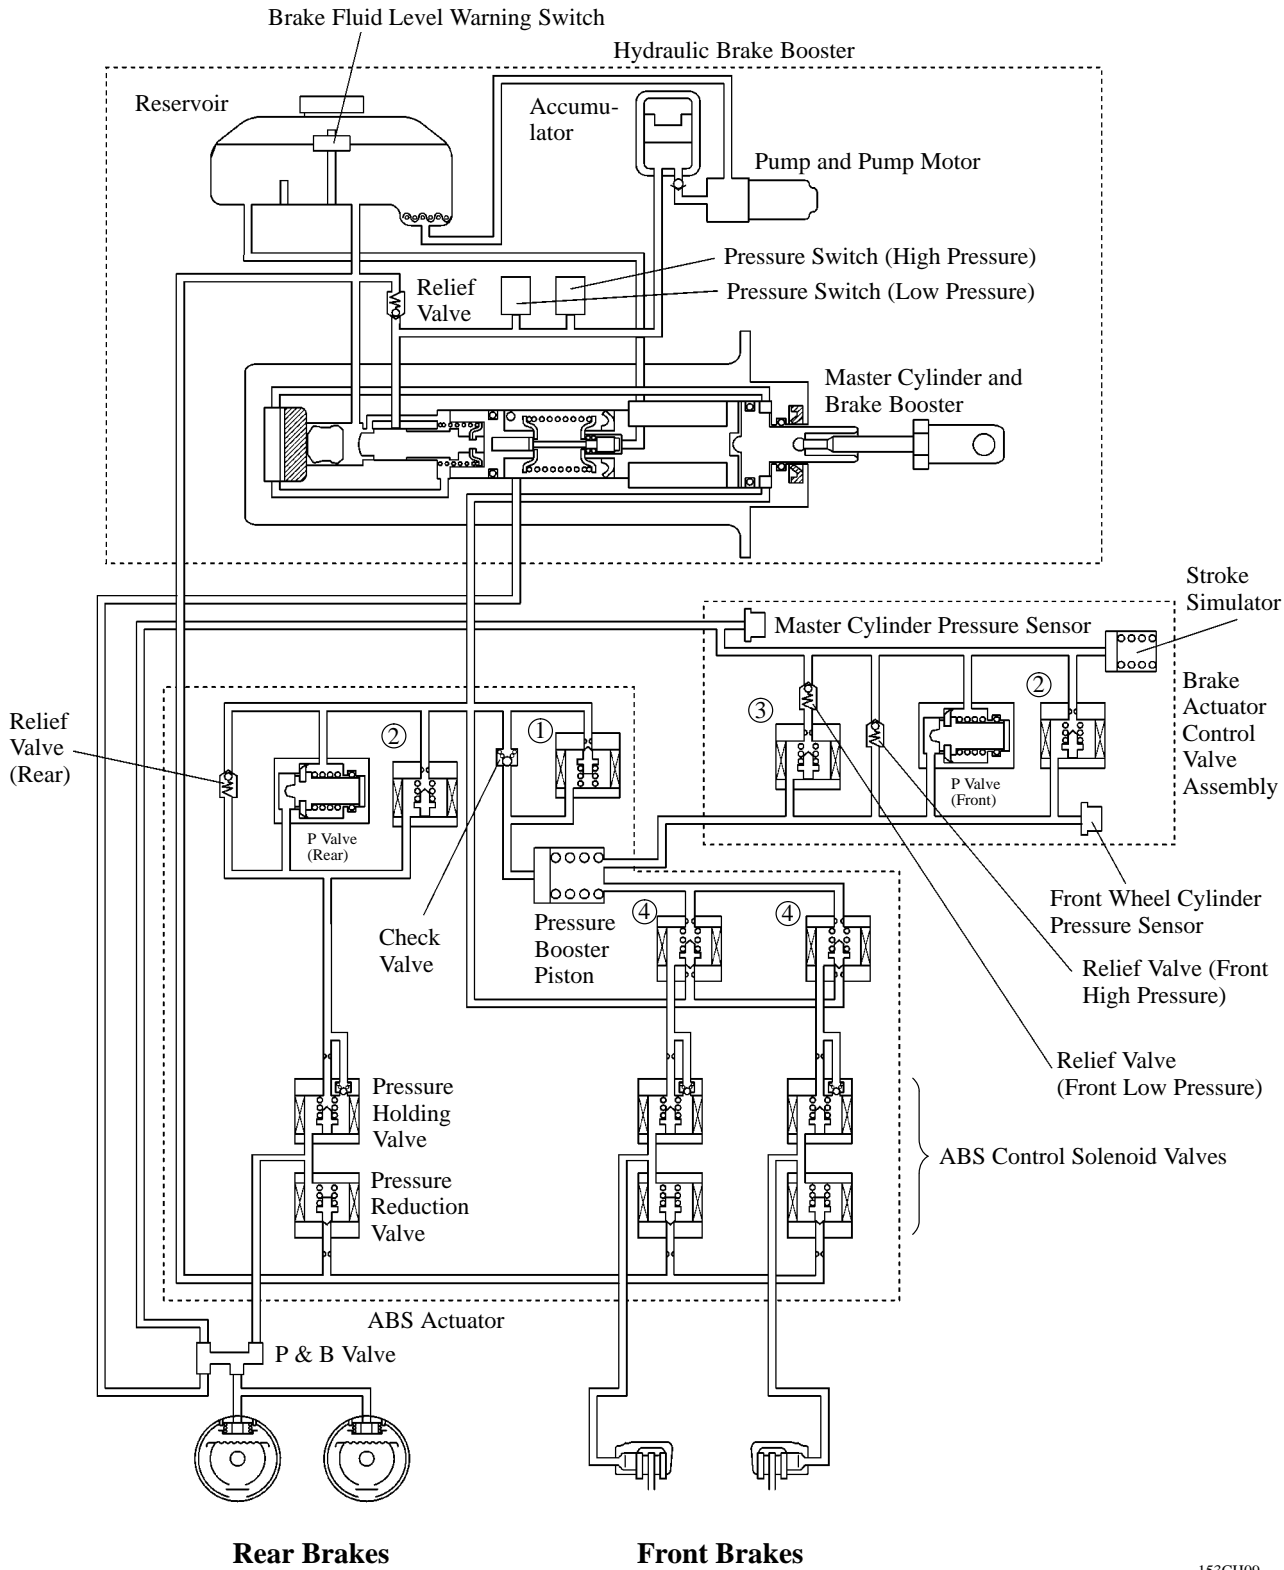 Brake Fluid Level Warning Switch
Hydraulic Brake Booster
Reservoir
Accumu-
lator
Pump and Pump Motor
Pressure Switch (High Pressure)
Relief
Valve
Pressure Switch (Low Pressure)
Master Cylinder and
Brake Booster
Stroke
Simulator
Master Cylinder Pressure Sensor
Brake
Actuator
Control
Valve
Assembly
Relief
Valve
(Rear)
②
①
③
②
P Valve
(Front)
P Valve
(Rear)
Check
Valve
Pressure
Booster
Piston
④
④
Front Wheel Cylinder
Pressure Sensor
Relief Valve (Front
High Pressure)
Relief Valve
(Front Low Pressure)
Pressure
Holding
Valve
ABS Control Solenoid Valves
Pressure
Reduction
Valve
ABS Actuator
P & B Valve
Rear Brakes
Front Brakes